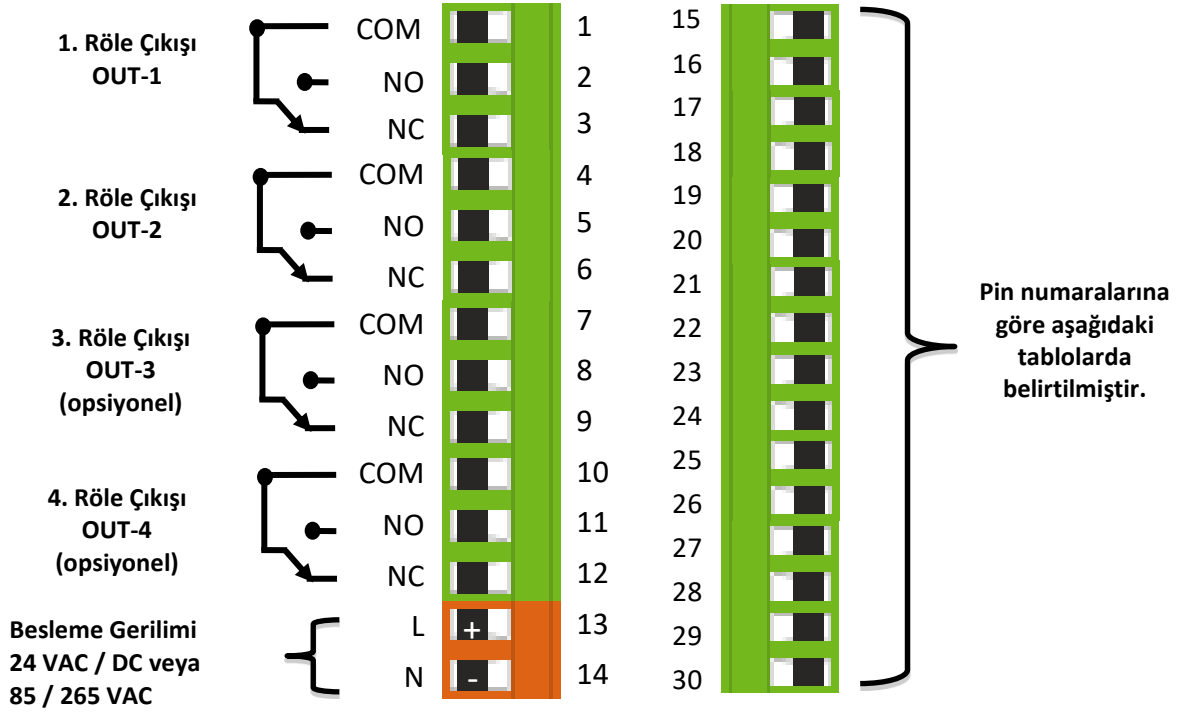 1. Röle Çıkışı
OUT-1
COM 1
NO 2
NC 3
2. Röle Çıkışı
OUT-2
COM 4
NO 5
NC 6
3. Röle Çıkışı
OUT-3
(opsiyonel)
COM 7
NO 8
NC 9
4. Röle Çıkışı
OUT-4
(opsiyonel)
COM 10
NO 11
NC 12
Besleme Gerilimi
24 VAC / DC veya
85 / 265 VAC
L + 13
N - 14
15
16
17
18
19
20
21
22
23
24
25
26
27
28
29
30
Pin numaralarına
göre aşağıdaki
tablolarda
belirtilmiştir.